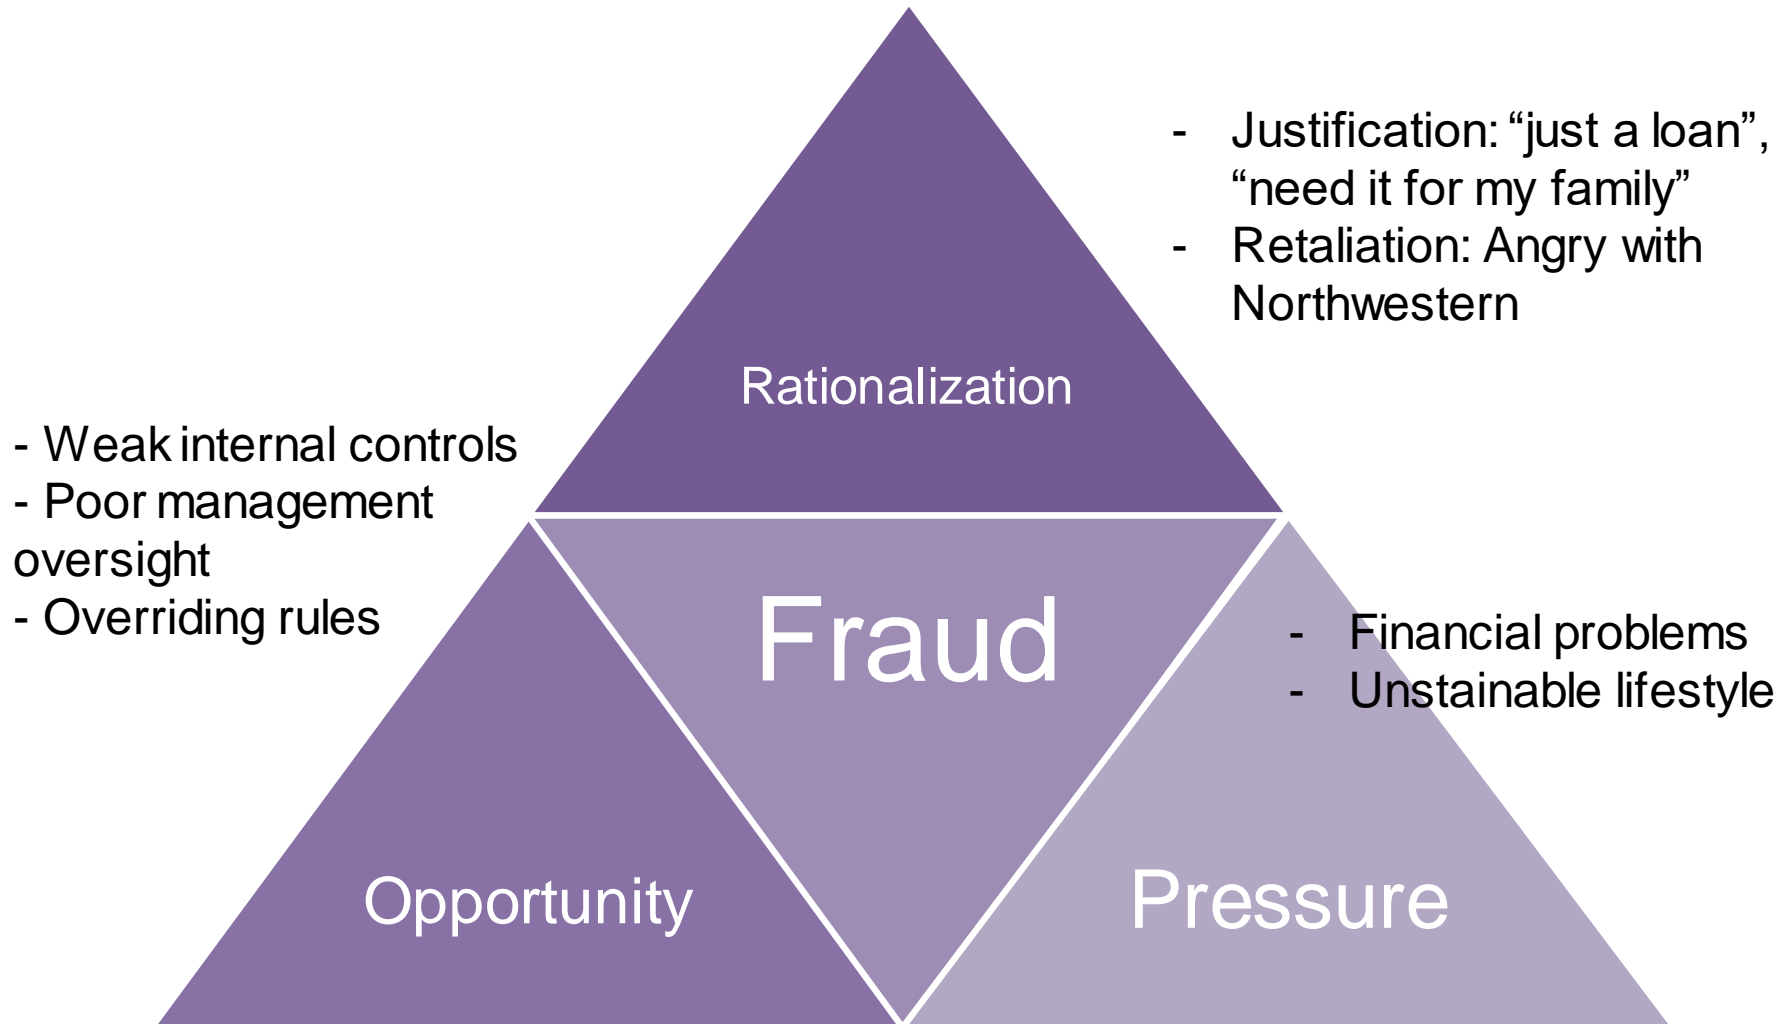 - Justification: “just a loan”,
“need it for my family”
- Retaliation: Angry with
Northwestern
Rationalization
- Weak internal controls
- Poor management
oversight
- Overriding rules
Fraud
- Financial problems
- Unstainable lifestyle
Opportunity
Pressure